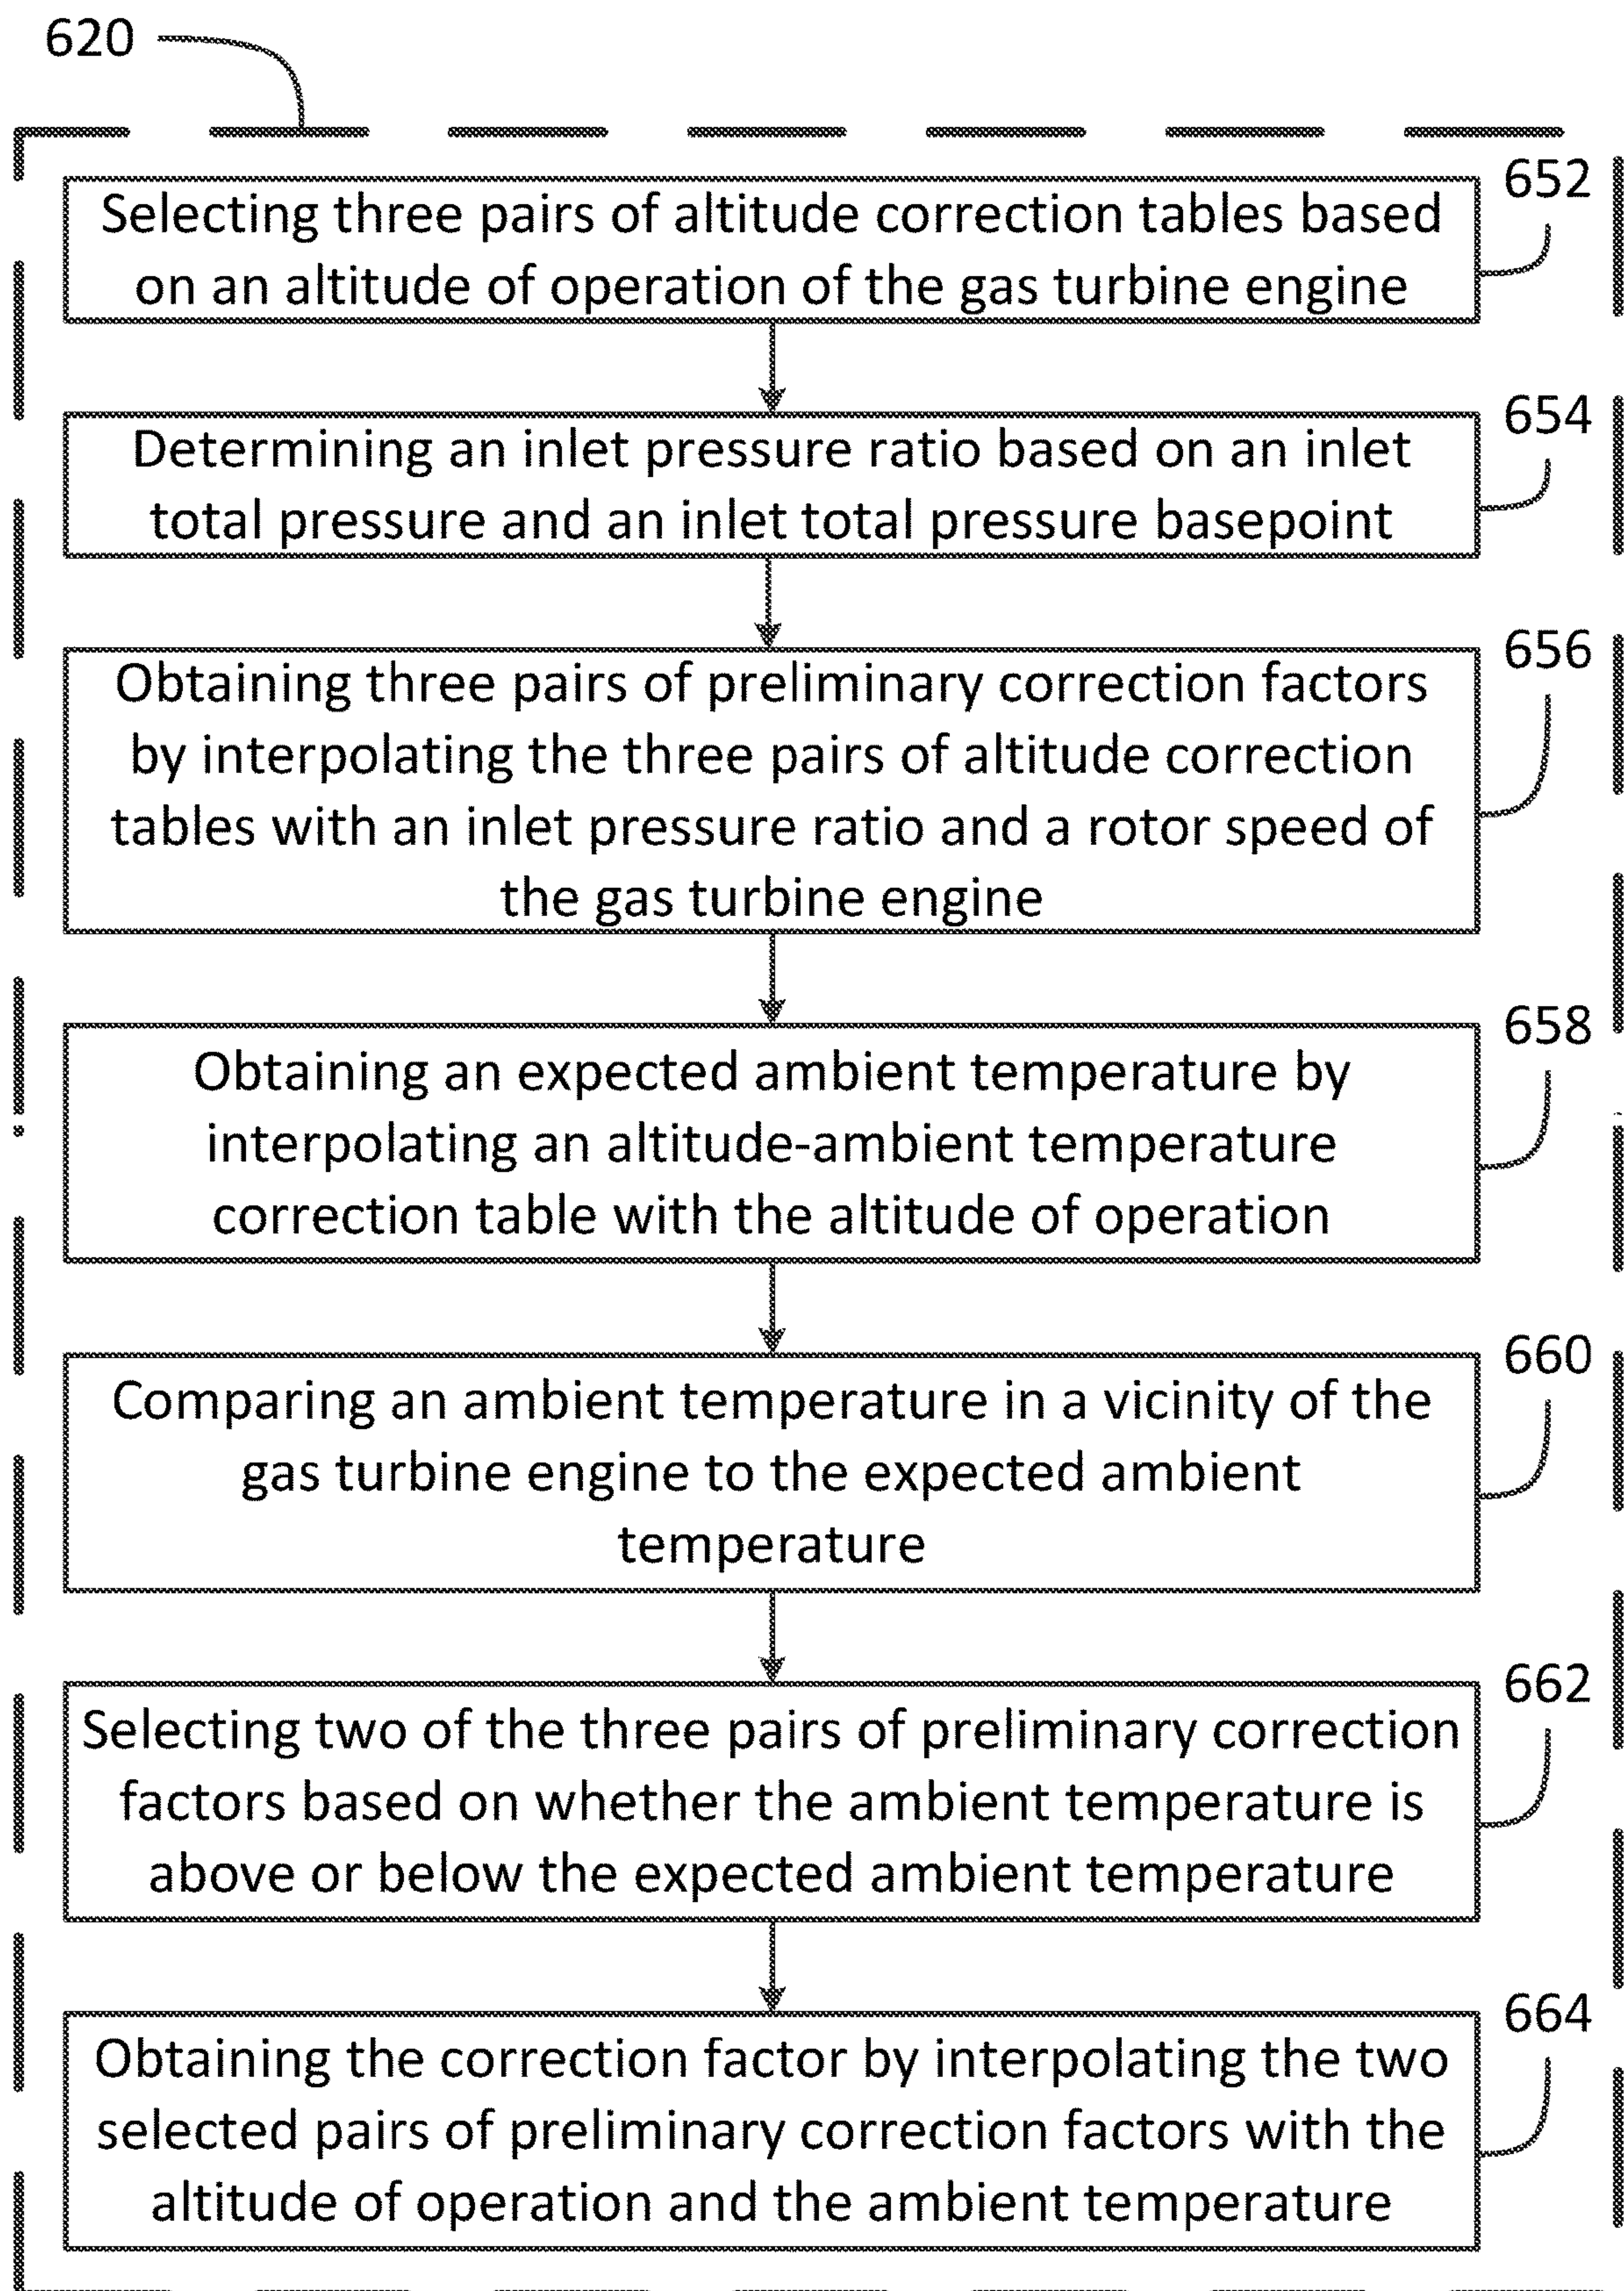 620
652
Selecting three pairs of altitude correction tables based
on an altitude of operation of the gas turbine engine
654
Determining an inlet pressure ratio based on an inlet
total pressure and an inlet total pressure basepoint
656
Obtaining three pairs of preliminary correction factors
by interpolating the three pairs of altitude correction
tables with an inlet pressure ratio and a rotor speed of
the gas turbine engine
658
Obtaining an expected ambient temperature by
interpolating an altitude-ambient temperature
correction table with the altitude of operation
660
Comparing an ambient temperature in a vicinity of the
gas turbine engine to the expected ambient
temperature
662
Selecting two of the three pairs of preliminary correction
factors based on whether the ambient temperature is
above or below the expected ambient temperature
664
Obtaining the correction factor by interpolating the two
selected pairs of preliminary correction factors with the
altitude of operation and the ambient temperature